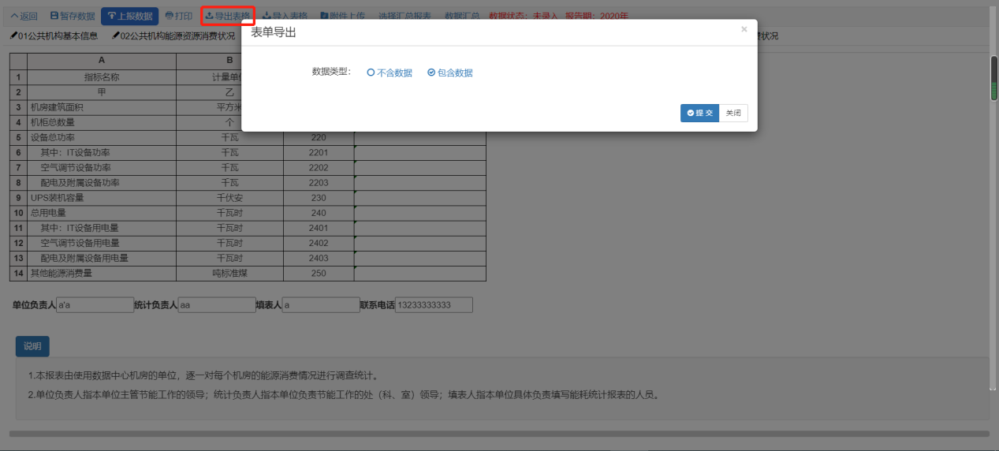 返回 暂存数据 上报数据 打印 导出表格 导入表格 附件上传 选择汇总报表 数据汇总 数据状态：未录入 报告期：2020年
01公共机构基本信息 02公共机构能源资源消费状况 费状况
表单导出 ×
数据类型： 不含数据 包含数据
提 交 关闭
A B
1 指标名称 计量单
2 甲 乙
3 机房建筑面积 平方米
4 机柜总数量 个
5 设备总功率 千瓦 220
6 其中：IT设备功率 千瓦 2201
7 空气调节设备功率 千瓦 2202
8 配电及附属设备功率 千瓦 2203
9 UPS装机容量 千伏安 230
10 总用电量 千瓦时 240
11 其中：IT设备用电量 千瓦时 2401
12 空气调节设备用电量 千瓦时 2402
13 配电及附属设备用电量 千瓦时 2403
14 其他能源消费量 吨标准煤 250
单位负责人 a'a 统计负责人 aa 填表人 a 联系电话 13233333333
说明
1.本报表由使用数据中心机房的单位，逐一对每个机房的能源消费情况进行调查统计。
2.单位负责人指本单位主管节能工作的领导；统计负责人指本单位负责节能工作的处（科、室）领导；填表人指本单位具体负责填写能耗统计报表的人员。